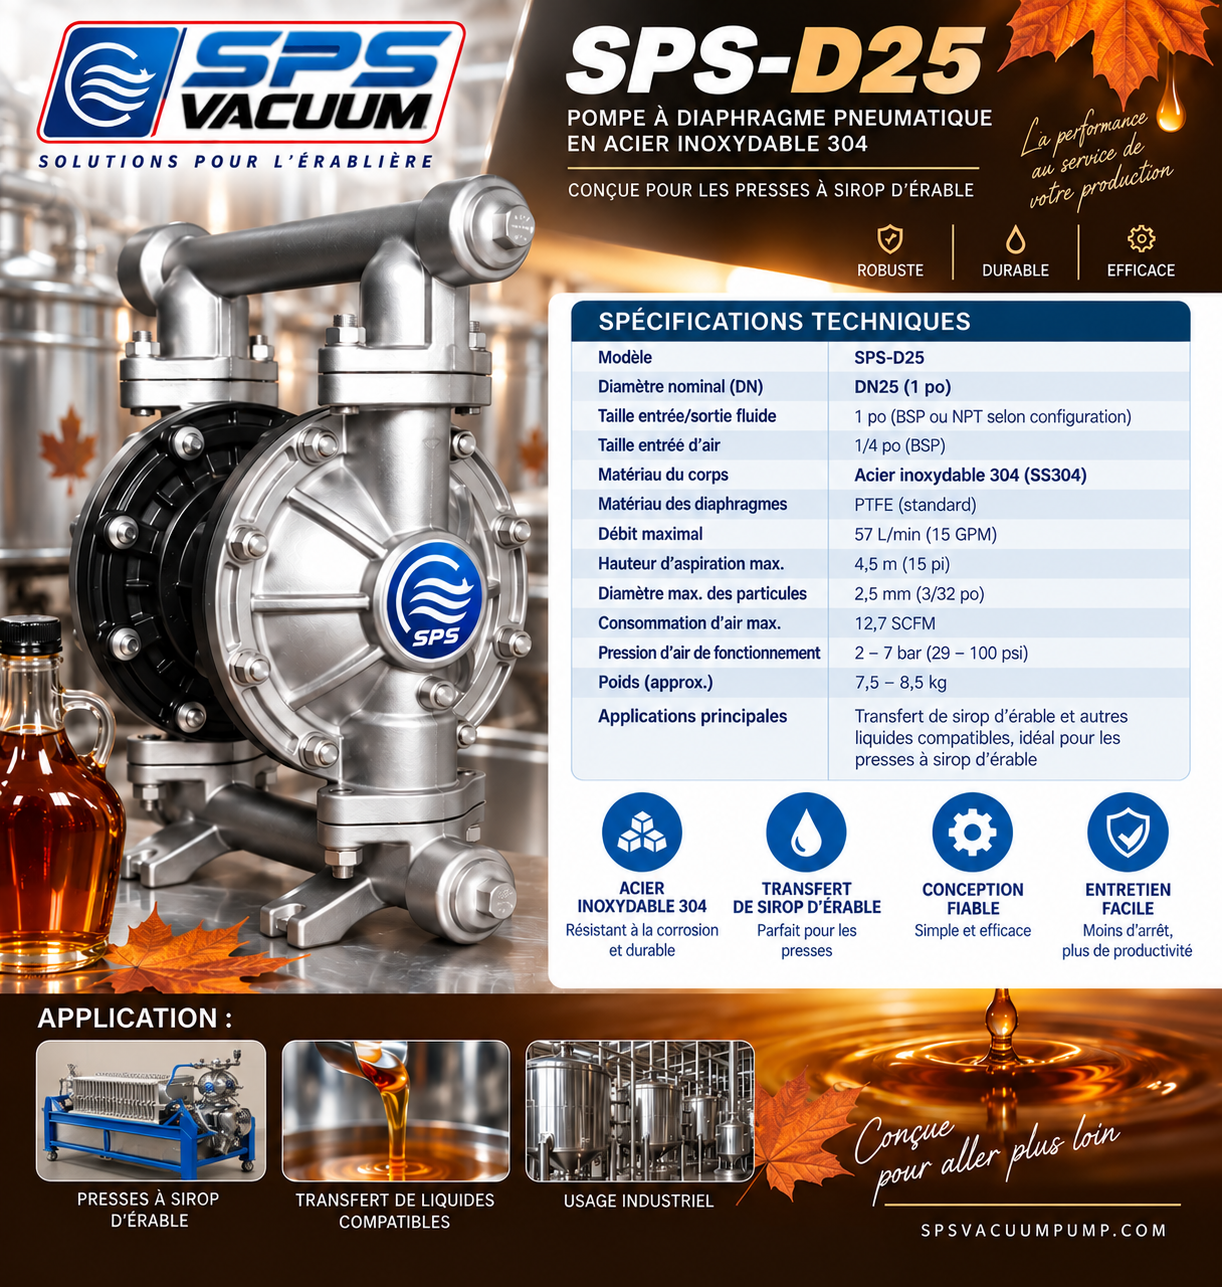 SPS
VACUUM
SOLUTIONS POUR L'ÉRABLIÈRE
SPS-D25
POMPE À DIAPHRAGME PNEUMATIQUE
EN ACIER INOXYDABLE 304
CONÇUE POUR LES PRESSES À SIROP D'ÉRABLE
La performance
au service de
votre production
ROBUSTE
DURABLE
EFFICACE
SPÉCIFICATIONS TECHNIQUES
Modèle SPS-D25
Diamètre nominal (DN) DN25 (1 po)
Taille entrée/sortie fluide 1 po (BSP ou NPT selon configuration)
Taille entréé d'air 1/4 po (BSP)
Matériau du corps Acier inoxydable 304 (SS304)
Matériau des diaphragmes PTFE (standard)
Débit maximal 57 L/min (15 GPM)
Hauteur d'aspiration max. 4,5 m (15 pi)
Diamètre max. des particules 2,5 mm (3/32 po)
Consommation d'air max. 12,7 SCFM
Pression d'air de fonctionnement 2 – 7 bar (29 – 100 psi)
Poids (approx.) 7,5 – 8,5 kg
Applications principales Transfert de sirop d'érable et autres
liquides compatibles, idéal pour les
presses à sirop d'érable
SPS
ACIER
INOXYDABLE 304
Résistant à la corrosion
et durable
TRANSFERT
DE SIROP D'ÉRABLE
Parfait pour les
presses
CONCEPTION
FIABLE
Simple et efficace
ENTRETIEN
FACILE
Moins d'arrêt,
plus de productivité
APPLICATION :
PRESSES À SIROP
D'ÉRABLE
TRANSFERT DE LIQUIDES
COMPATIBLES
USAGE INDUSTRIEL
Conçue
pour aller plus loin
SPSVACUUMPUMP.COM